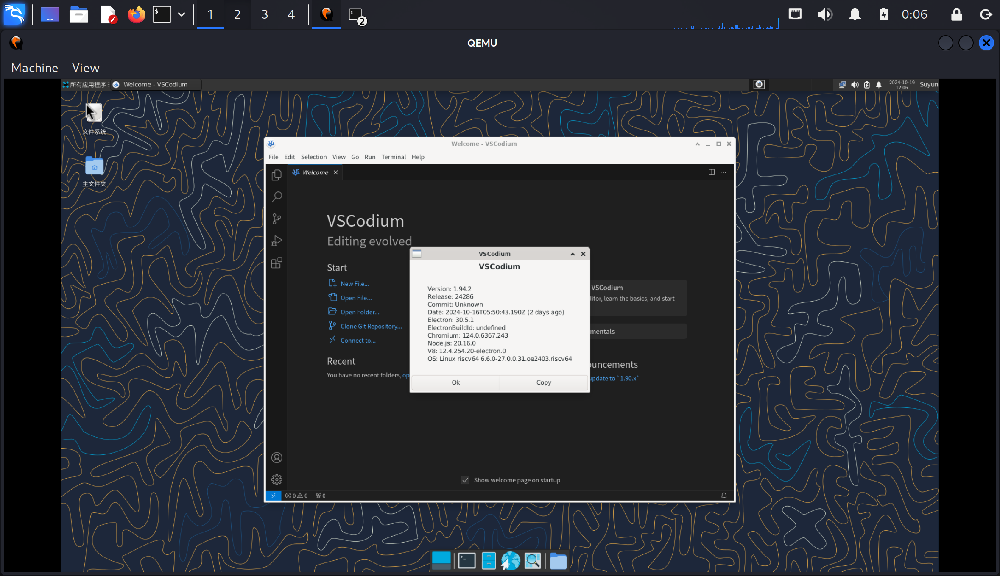 1 2 3 4 2 0:06
QEMU
Machine View
所有应用程序 Welcome - VSCodium 2024-10-19 Suyun
12:06
文件系统
主文件夹
Welcome - VSCodium
File Edit Selection View Go Run Terminal Help
Welcome
VSCodium
Editing evolved
Start
New File...
Open File...
Open Folder...
Clone Git Repository...
Connect to...
Recent
You have no recent folders, op
VSCodium
VSCodium
Version: 1.94.2
Release: 24286
Commit: Unknown
Date: 2024-10-16T05:50:43.190Z (2 days ago)
Electron: 30.5.1
ElectronBuildId: undefined
Chromium: 124.0.6367.243
Node.js: 20.16.0
V8: 12.4.254.20-electron.0
OS: Linux riscv64 6.6.0-27.0.0.31.oe2403.riscv64
Ok Copy
VSCodium
litor, learn the basics, and start
mentals
ouncements
update to `1.90.x`
Show welcome page on startup
0 0 0